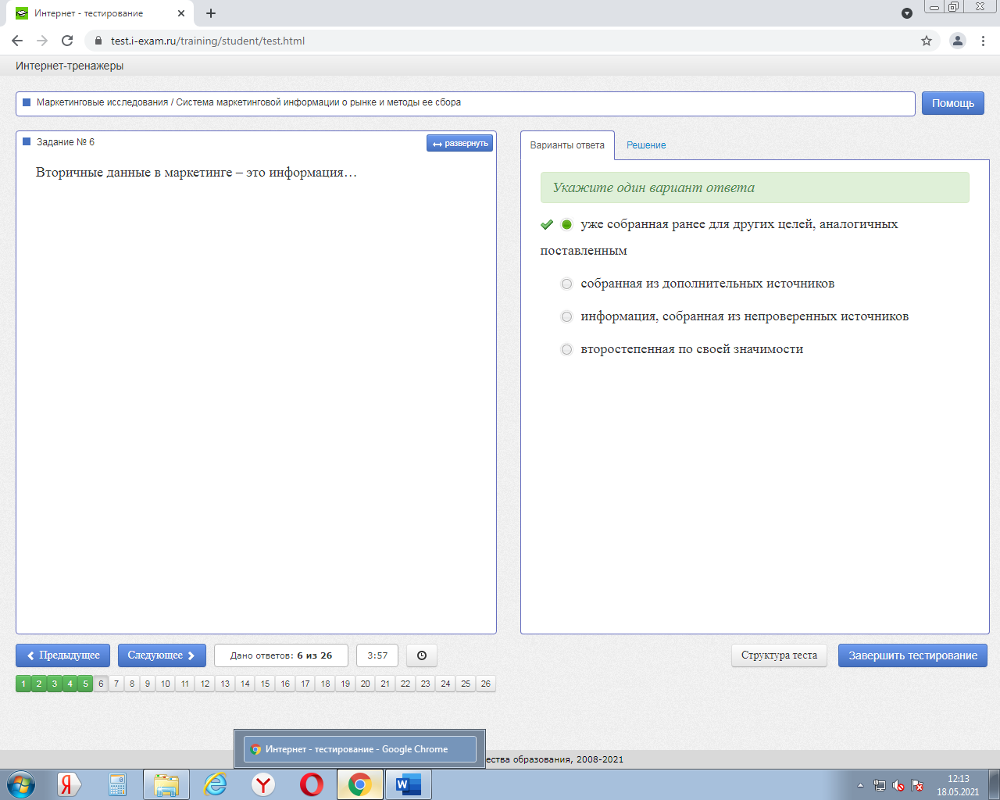 Интернет - тестирование
test.i-exam.ru/training/student/test.html
Интернет-тренажеры
Маркетинговые исследования / Система маркетинговой информации о рынке и методы ее сбора
Помощь
Задание № 6
развернуть
Вторичные данные в маркетинге – это информация…
Варианты ответа
Решение
Укажите один вариант ответа
уже собранная ранее для других целей, аналогичных
поставленным
собранная из дополнительных источников
информация, собранная из непроверенных источников
второстепенная по своей значимости
Предыдущее
Следующее
Дано ответов: 6 из 26
3:57
Структура теста
Завершить тестирование
1 2 3 4 5 6 7 8 9 10 11 12 13 14 15 16 17 18 19 20 21 22 23 24 25 26
Интернет - тестирование - Google Chrome
ества образования, 2008-2021
12:13
18.05.2021